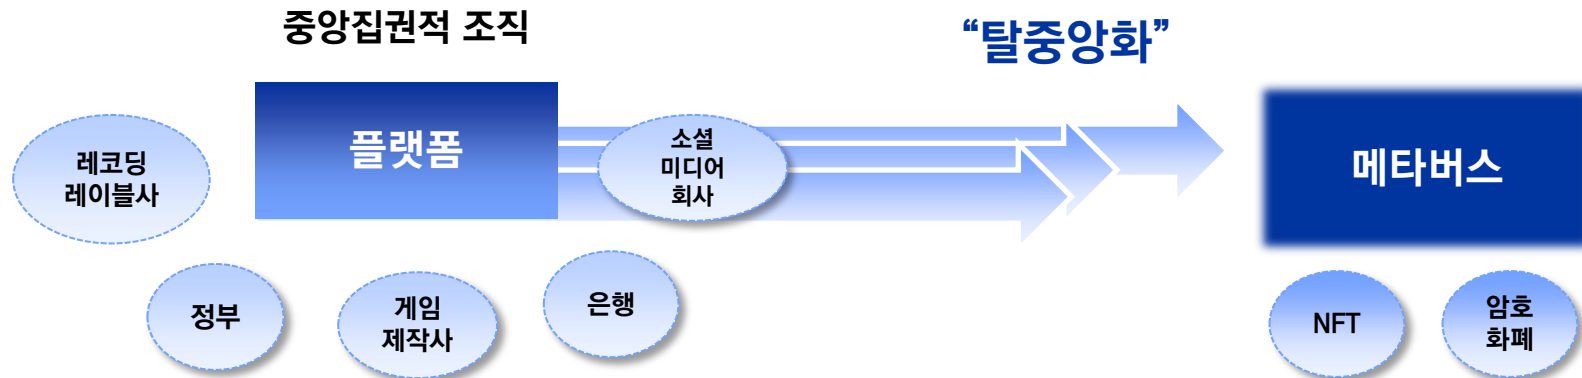 중앙집권적 조직
“탈중앙화”
플랫폼
레코딩
레이블사
소셜
미디어
회사
메타버스
정부
게임
제작사
은행
NFT
암호
화폐